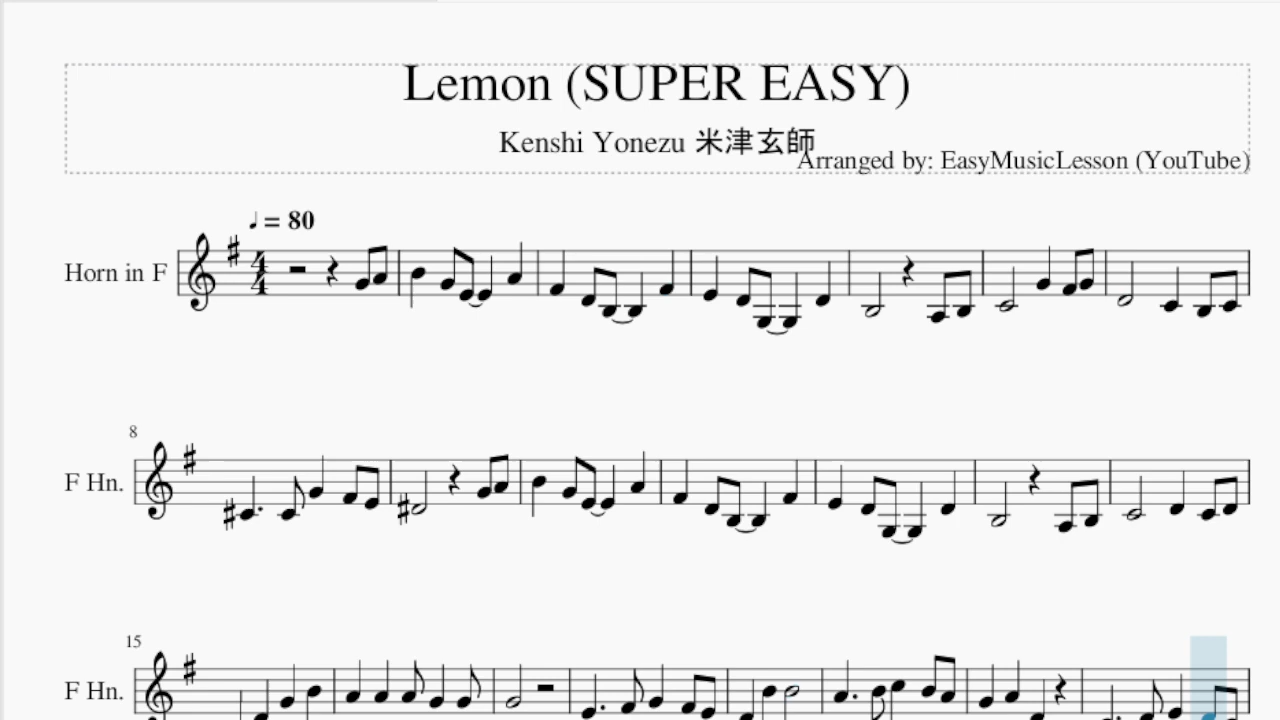 Lemon (SUPER EASY)
Kenshi Yonezu 米津玄師
Arranged by: EasyMusicLesson (YouTube)
♩ = 80
Horn in F
4
4
8
F Hn.
15
F Hn.